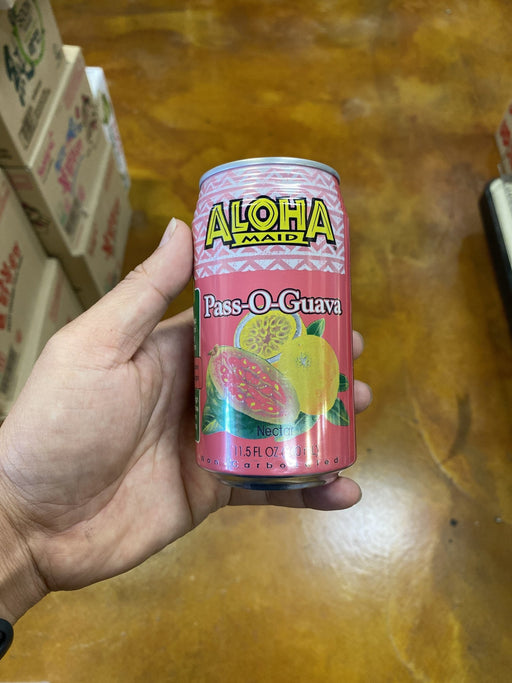 ALOHA
MAID
Pass-O-Guava
Nectar
11.5 FL OZ